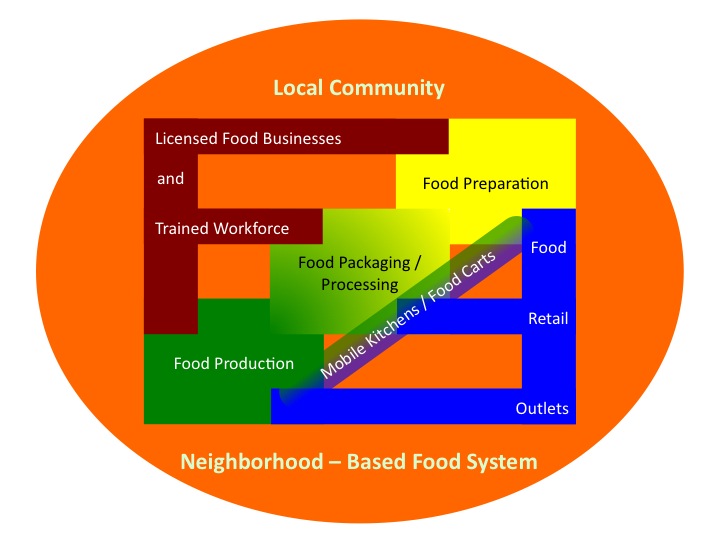 Local Community
Licensed Food Businesses
and
Food Preparation
Trained Workforce
Food
Food Packaging /
Processing
Mobile Kitchens / Food Carts
Retail
Food Production
Outlets
Neighborhood – Based Food System